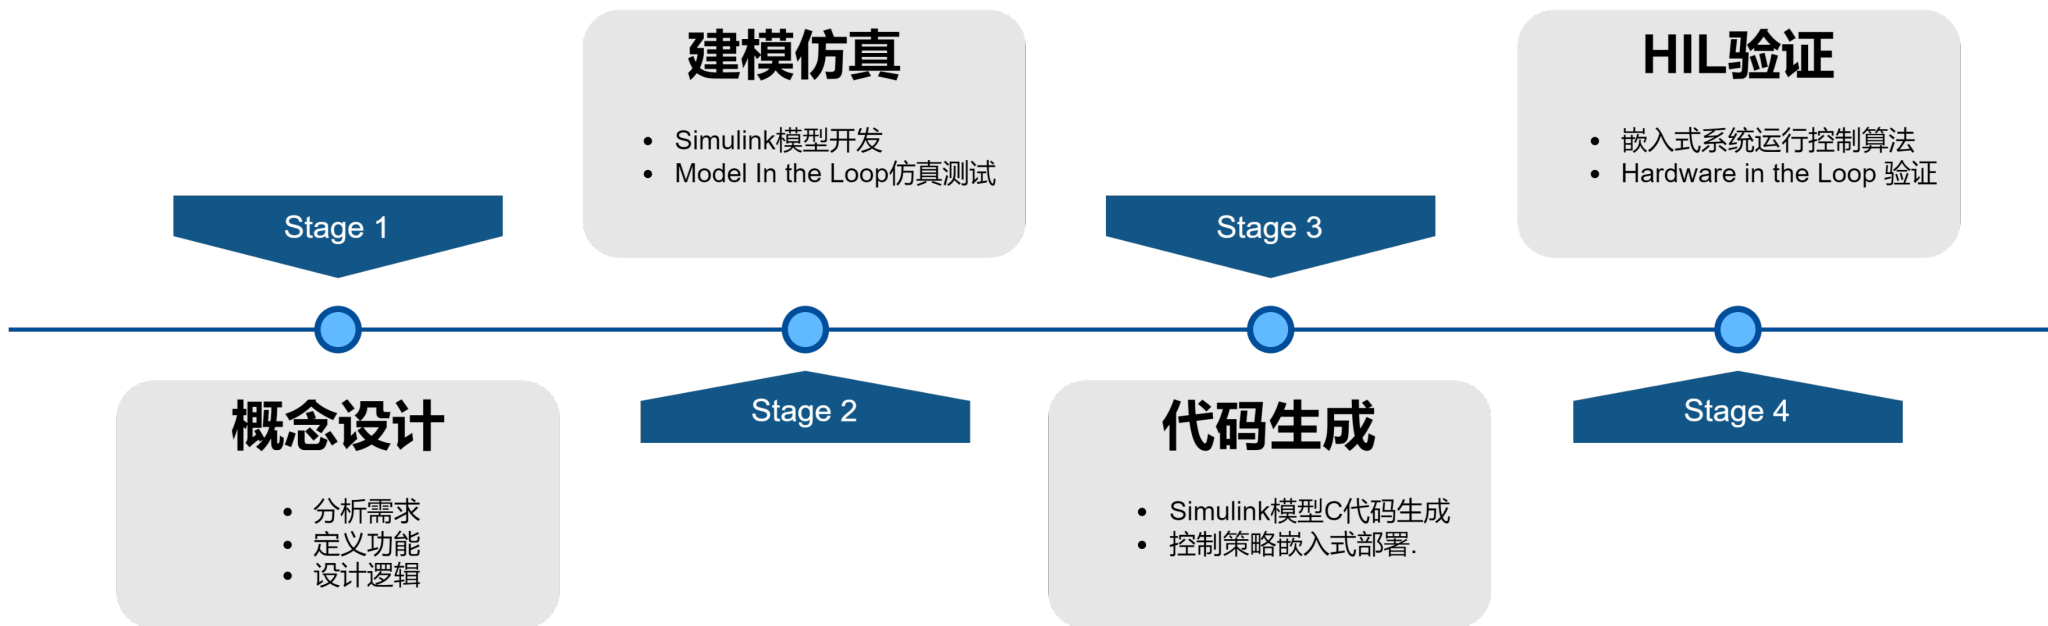 Stage 1
概念设计
• 分析需求
• 定义功能
• 设计逻辑
建模仿真
• Simulink模型开发
• Model In the Loop仿真测试
Stage 2
Stage 3
代码生成
• Simulink模型C代码生成
• 控制策略嵌入式部署.
HIL验证
• 嵌入式系统运行控制算法
• Hardware in the Loop 验证
Stage 4